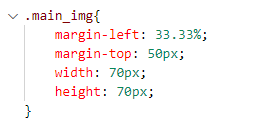 .main_img{
    margin-left: 33.33%;
    margin-top: 50px;
    width: 70px;
    height: 70px;
}